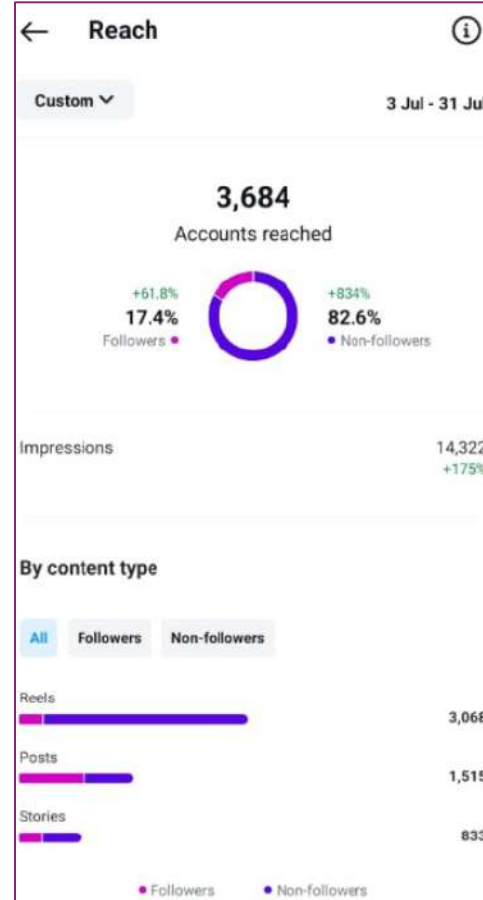 Reach
Custom
3 Jul - 31 Jul
3,684
Accounts reached
+61.8%
17.4%
Followers
+834%
82.6%
Non-followers
Impressions 14,322
+175%
By content type
All Followers Non-followers
Reels
3,068
Posts
1,515
Stories
833
Followers Non-followers